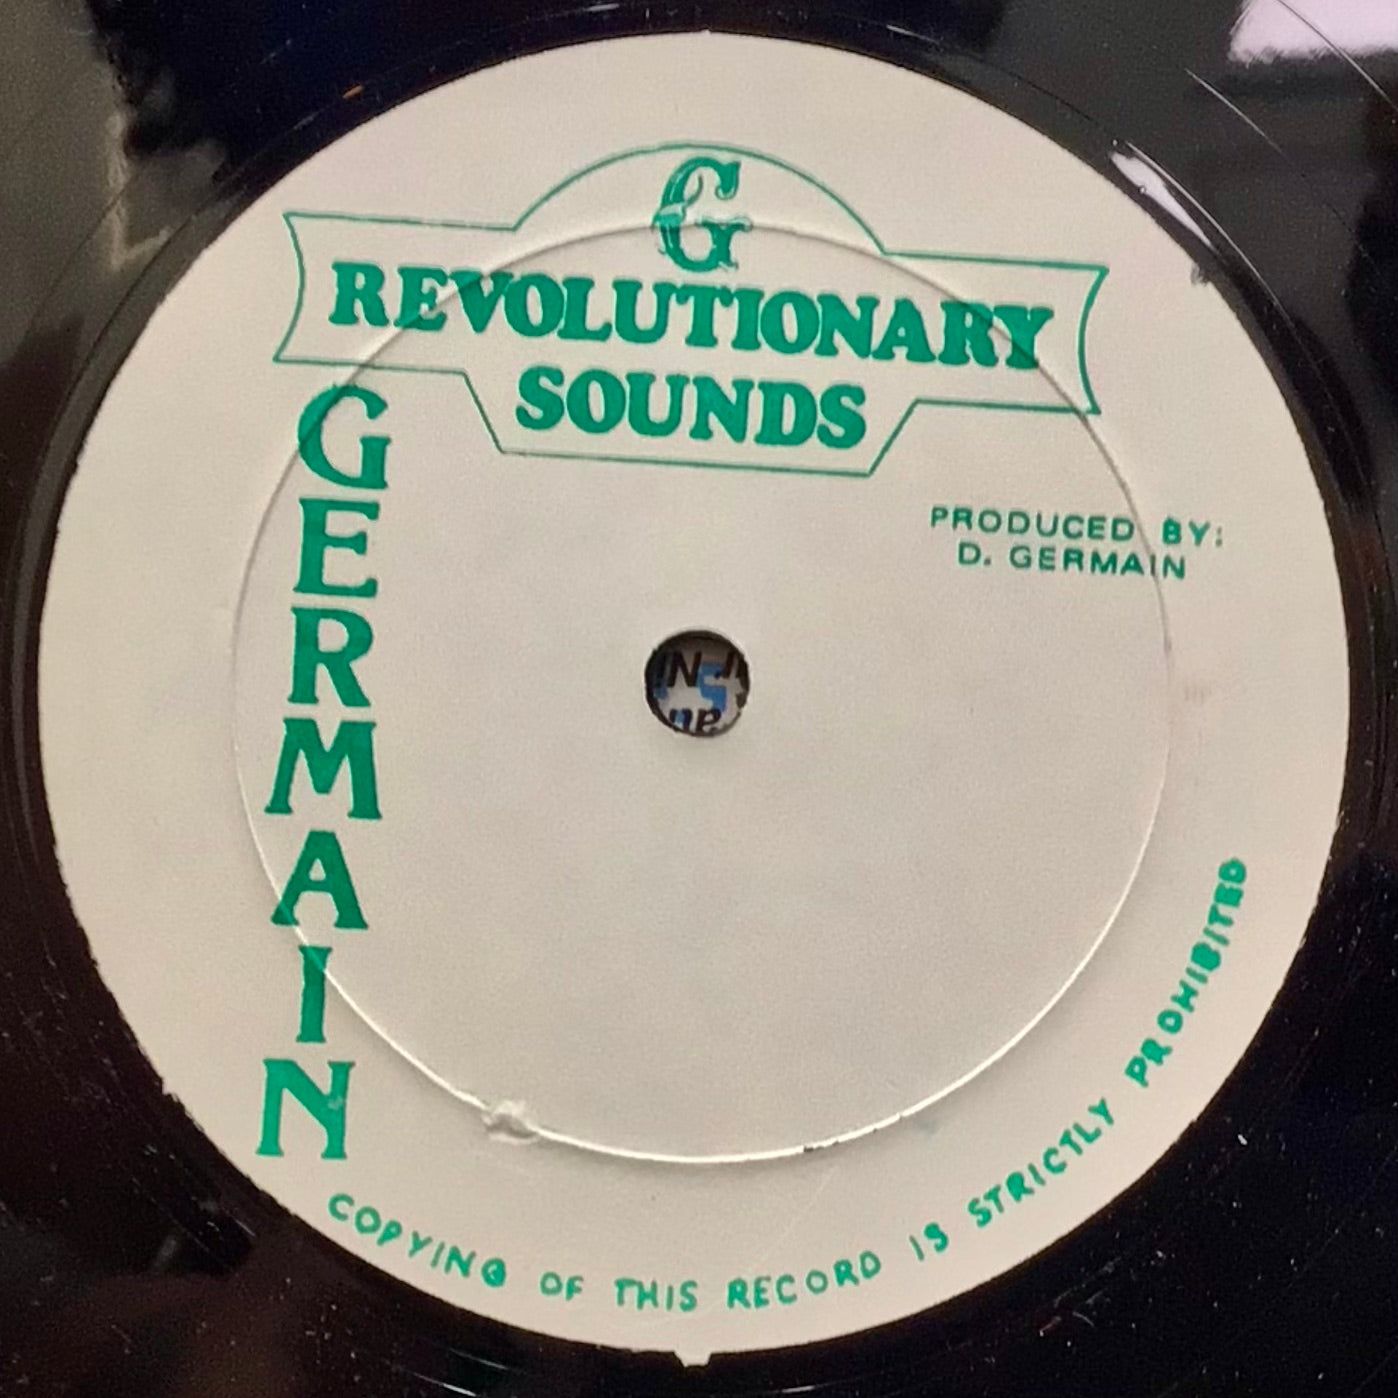 G
REVOLUTIONARY
SOUNDS
GERMAIN
PRODUCED BY:
D. GERMAIN
COPYING OF THIS RECORD IS STRICTLY PROHIBITED